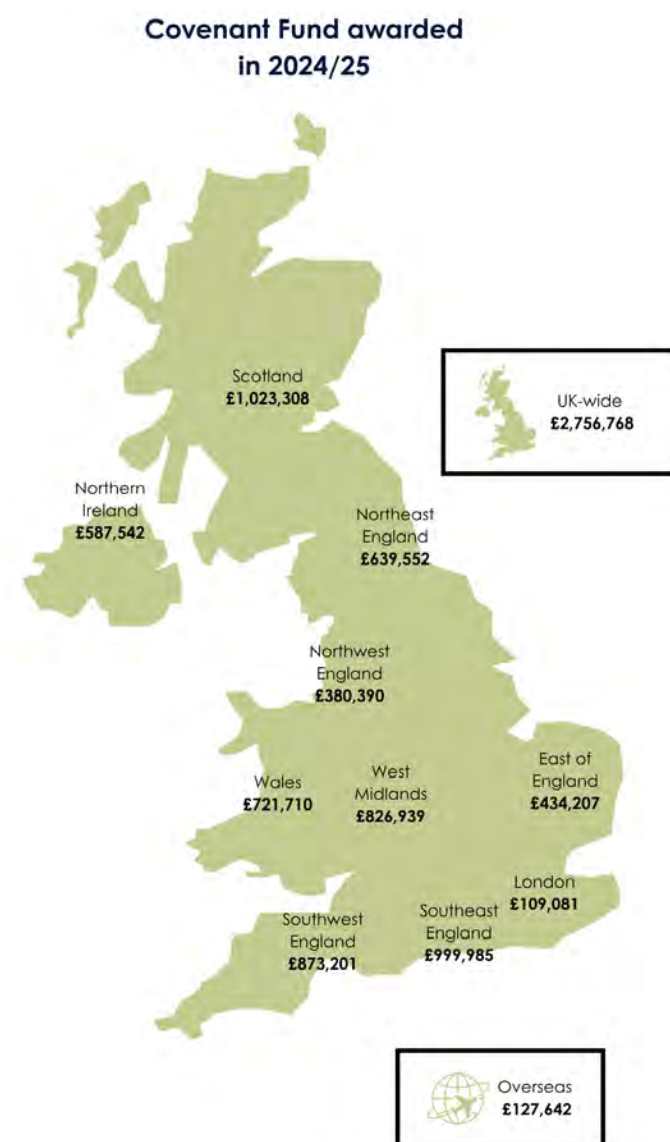 Covenant Fund awarded
in 2024/25
Scotland
£1,023,308
UK-wide
£2,756,768
Northern
Ireland
£587,542
Northeast
England
£639,552
Northwest
England
£380,390
Wales
£721,710
West
Midlands
£826,939
East of
England
£434,207
London
£109,081
Southwest
England
£873,201
Southeast
England
£999,985
Overseas
£127,642